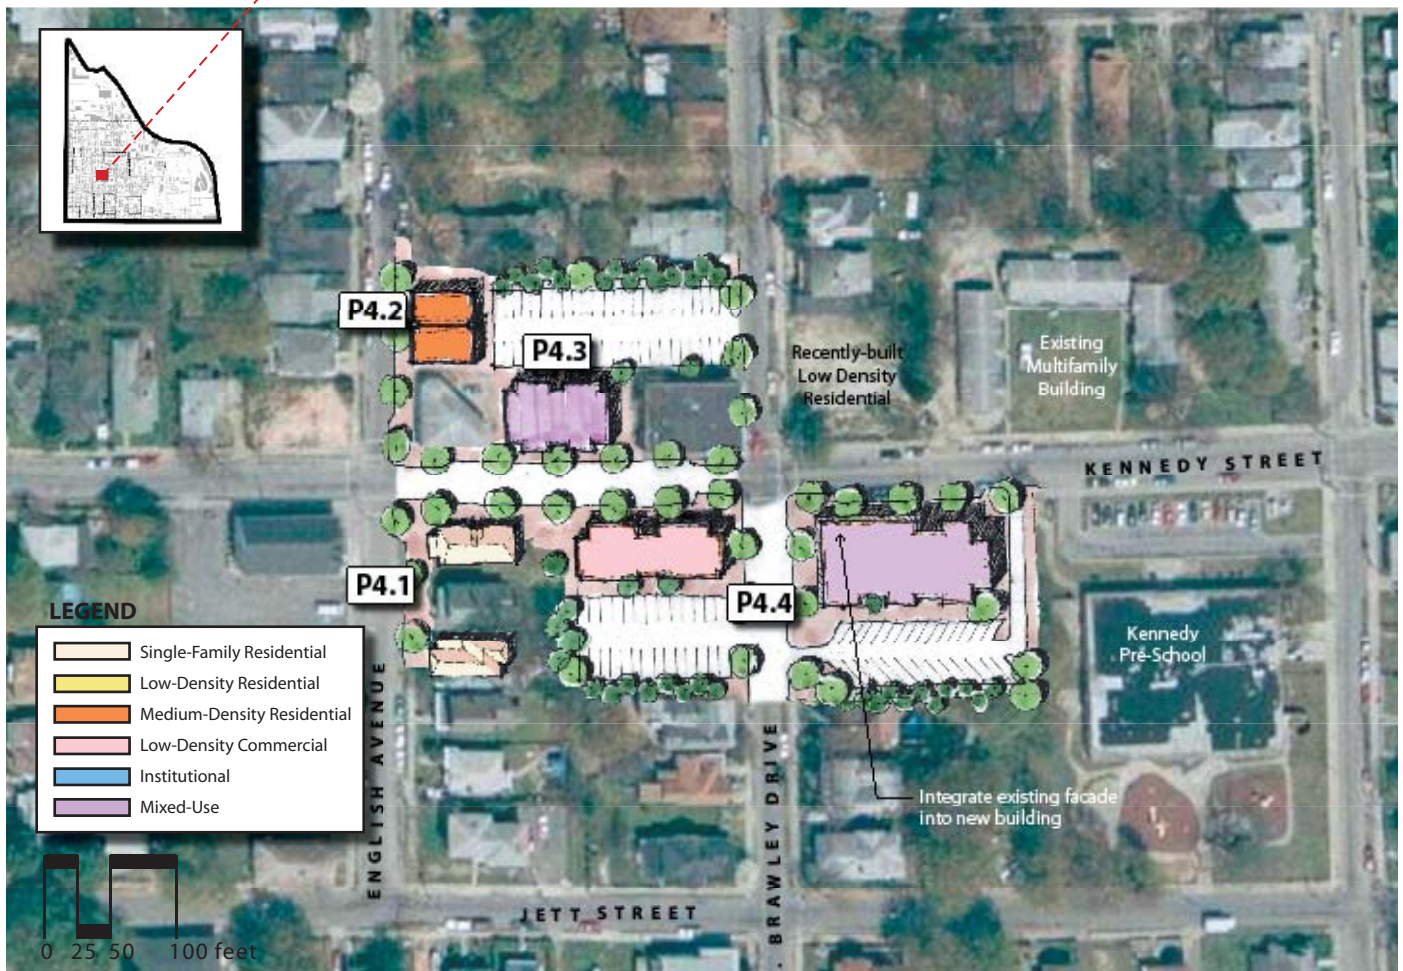 P4.2
P4.3
Recently-built
Low Density
Residential
Existing
Multifamily
Building
KENNEDY STREET
P4.1
P4.4
Kennedy
Pre-School
LEGEND
Single-Family Residential
Low-Density Residential
Medium-Density Residential
Low-Density Commercial
Institutional
Mixed-Use
ENGLISH AVENUE
. BRAWLEY DRIVE
Integrate existing facade
into new building
JETT STREET
0 25 50 100 feet